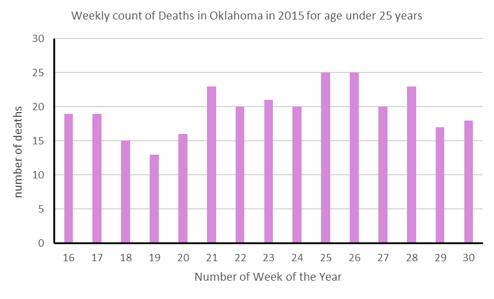 Weekly count of Deaths in Oklahoma in 2015 for age under 25 years
30
25
20
15
10
5
0
number of deaths
16 17 18 19 20 21 22 23 24 25 26 27 28 29 30
Number of Week of the Year